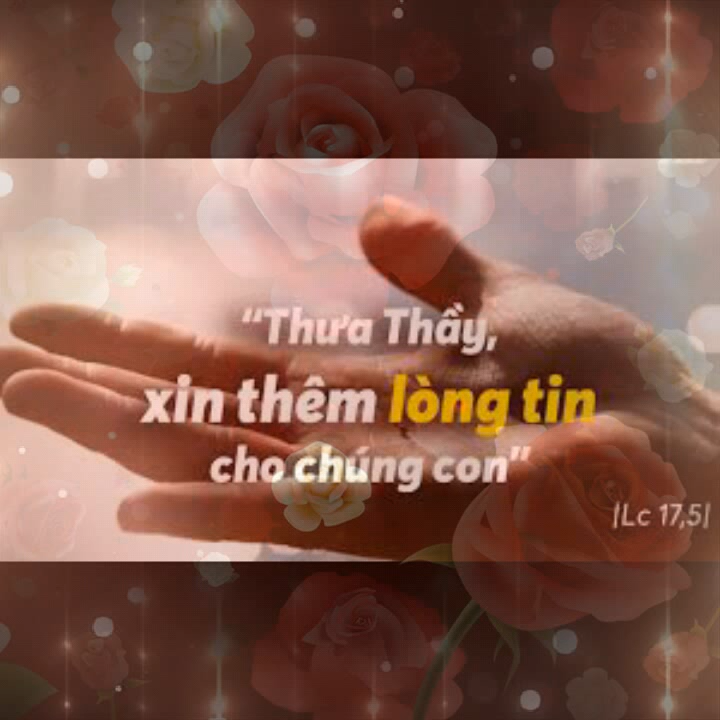 “Thưa Thầy,
xin thêm lòng tin
cho chúng con”
|Lc 17,5|